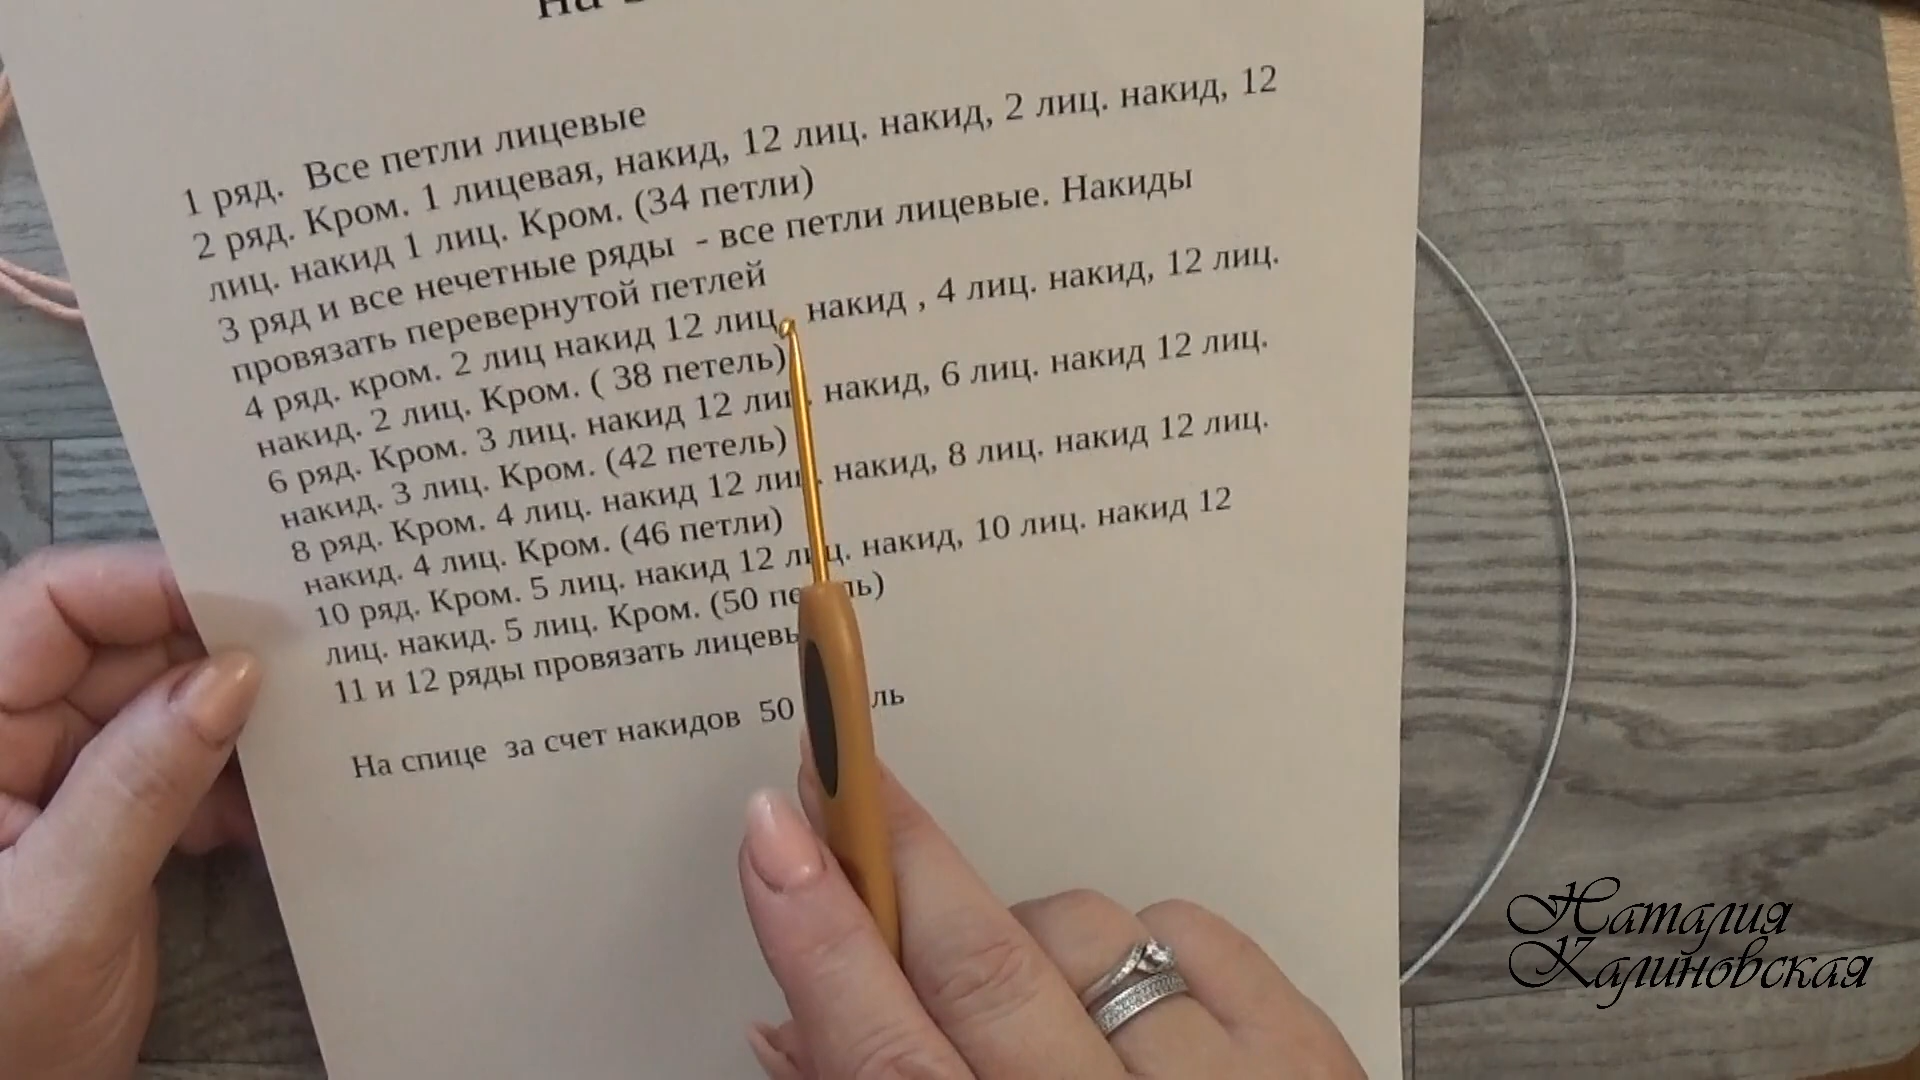 на
1 ряд. Все петли лицевые
2 ряд. Кром. 1 лицевая, накид, 12 лиц. накид, 2 лиц. накид, 12
лиц. накид 1 лиц. Кром. (34 петли)
3 ряд и все нечетные ряды - все петли лицевые. Накиды
провязать перевернутой петлей
4 ряд. кром. 2 лиц накид 12 лиц. накид , 4 лиц. накид, 12 лиц.
накид. 2 лиц. Кром. ( 38 петель)
6 ряд. Кром. 3 лиц. накид 12 лиц. накид, 6 лиц. накид 12 лиц.
накид. 3 лиц. Кром. (42 петель)
8 ряд. Кром. 4 лиц. накид 12 лиц. накид, 8 лиц. накид 12 лиц.
накид. 4 лиц. Кром. (46 петли)
10 ряд. Кром. 5 лиц. накид 12 лиц. накид, 10 лиц. накид 12
лиц. накид. 5 лиц. Кром. (50 петель)
11 и 12 ряды провязать
На спице за счет накидов 50
Наталия
Калиновская